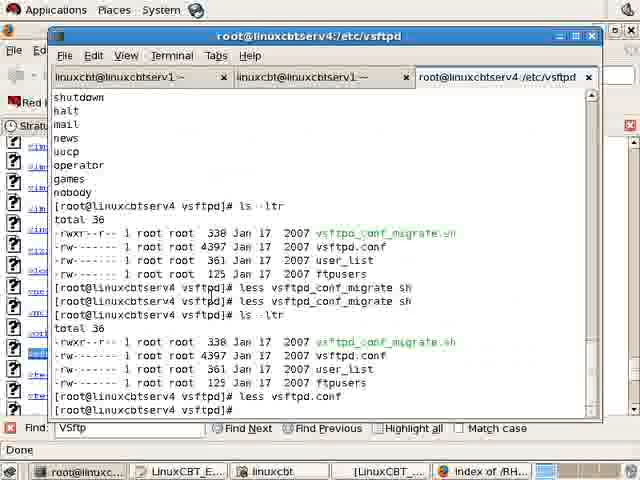 Applications Places System
root@linuxcbtserv4:/etc/vsftpd
File Edit View Terminal Tabs Help
File
Ed
linuxcbt@linuxcbtserv1:~
linuxcbt@linuxcbtserv1:~
root@linuxcbtserv4:/etc/vsftpd
Red H
Stratu
shutdown
halt
mail
news
uucp
operator
games
nobody
[root@linuxcbtserv4 vsftpd]# ls -ltr
total 36
-rwxr--r-- 1 root root 338 Jan 17 2007 vsftpd_conf_migrate.sh
-rw------- 1 root root 4397 Jan 17 2007 vsftpd.conf
-rw------- 1 root root 361 Jan 17 2007 user_list
-rw------- 1 root root 125 Jan 17 2007 ftpusers
[root@linuxcbtserv4 vsftpd]# less vsftpd_conf_migrate.sh
[root@linuxcbtserv4 vsftpd]# less vsftpd_conf_migrate.sh
[root@linuxcbtserv4 vsftpd]# ls -ltr
total 36
-rwxr--r-- 1 root root 338 Jan 17 2007 vsftpd_conf_migrate.sh
-rw------- 1 root root 4397 Jan 17 2007 vsftpd.conf
-rw------- 1 root root 361 Jan 17 2007 user_list
-rw------- 1 root root 125 Jan 17 2007 ftpusers
[root@linuxcbtserv4 vsftpd]# less vsftpd.conf
[root@linuxcbtserv4 vsftpd]#
Find: VSftp Find Next Find Previous Highlight all Match case
Done
root@linuxc... LinuxCBT_E... linuxcbt [LinuxCBT_... Index of /RH...